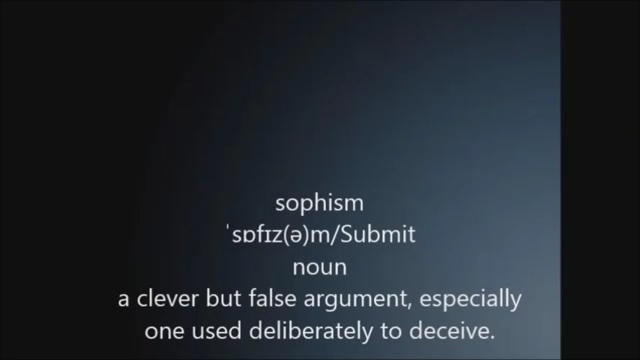 sophism
ˈsɒfɪz(ə)m/Submit
noun
a clever but false argument, especially
one used deliberately to deceive.